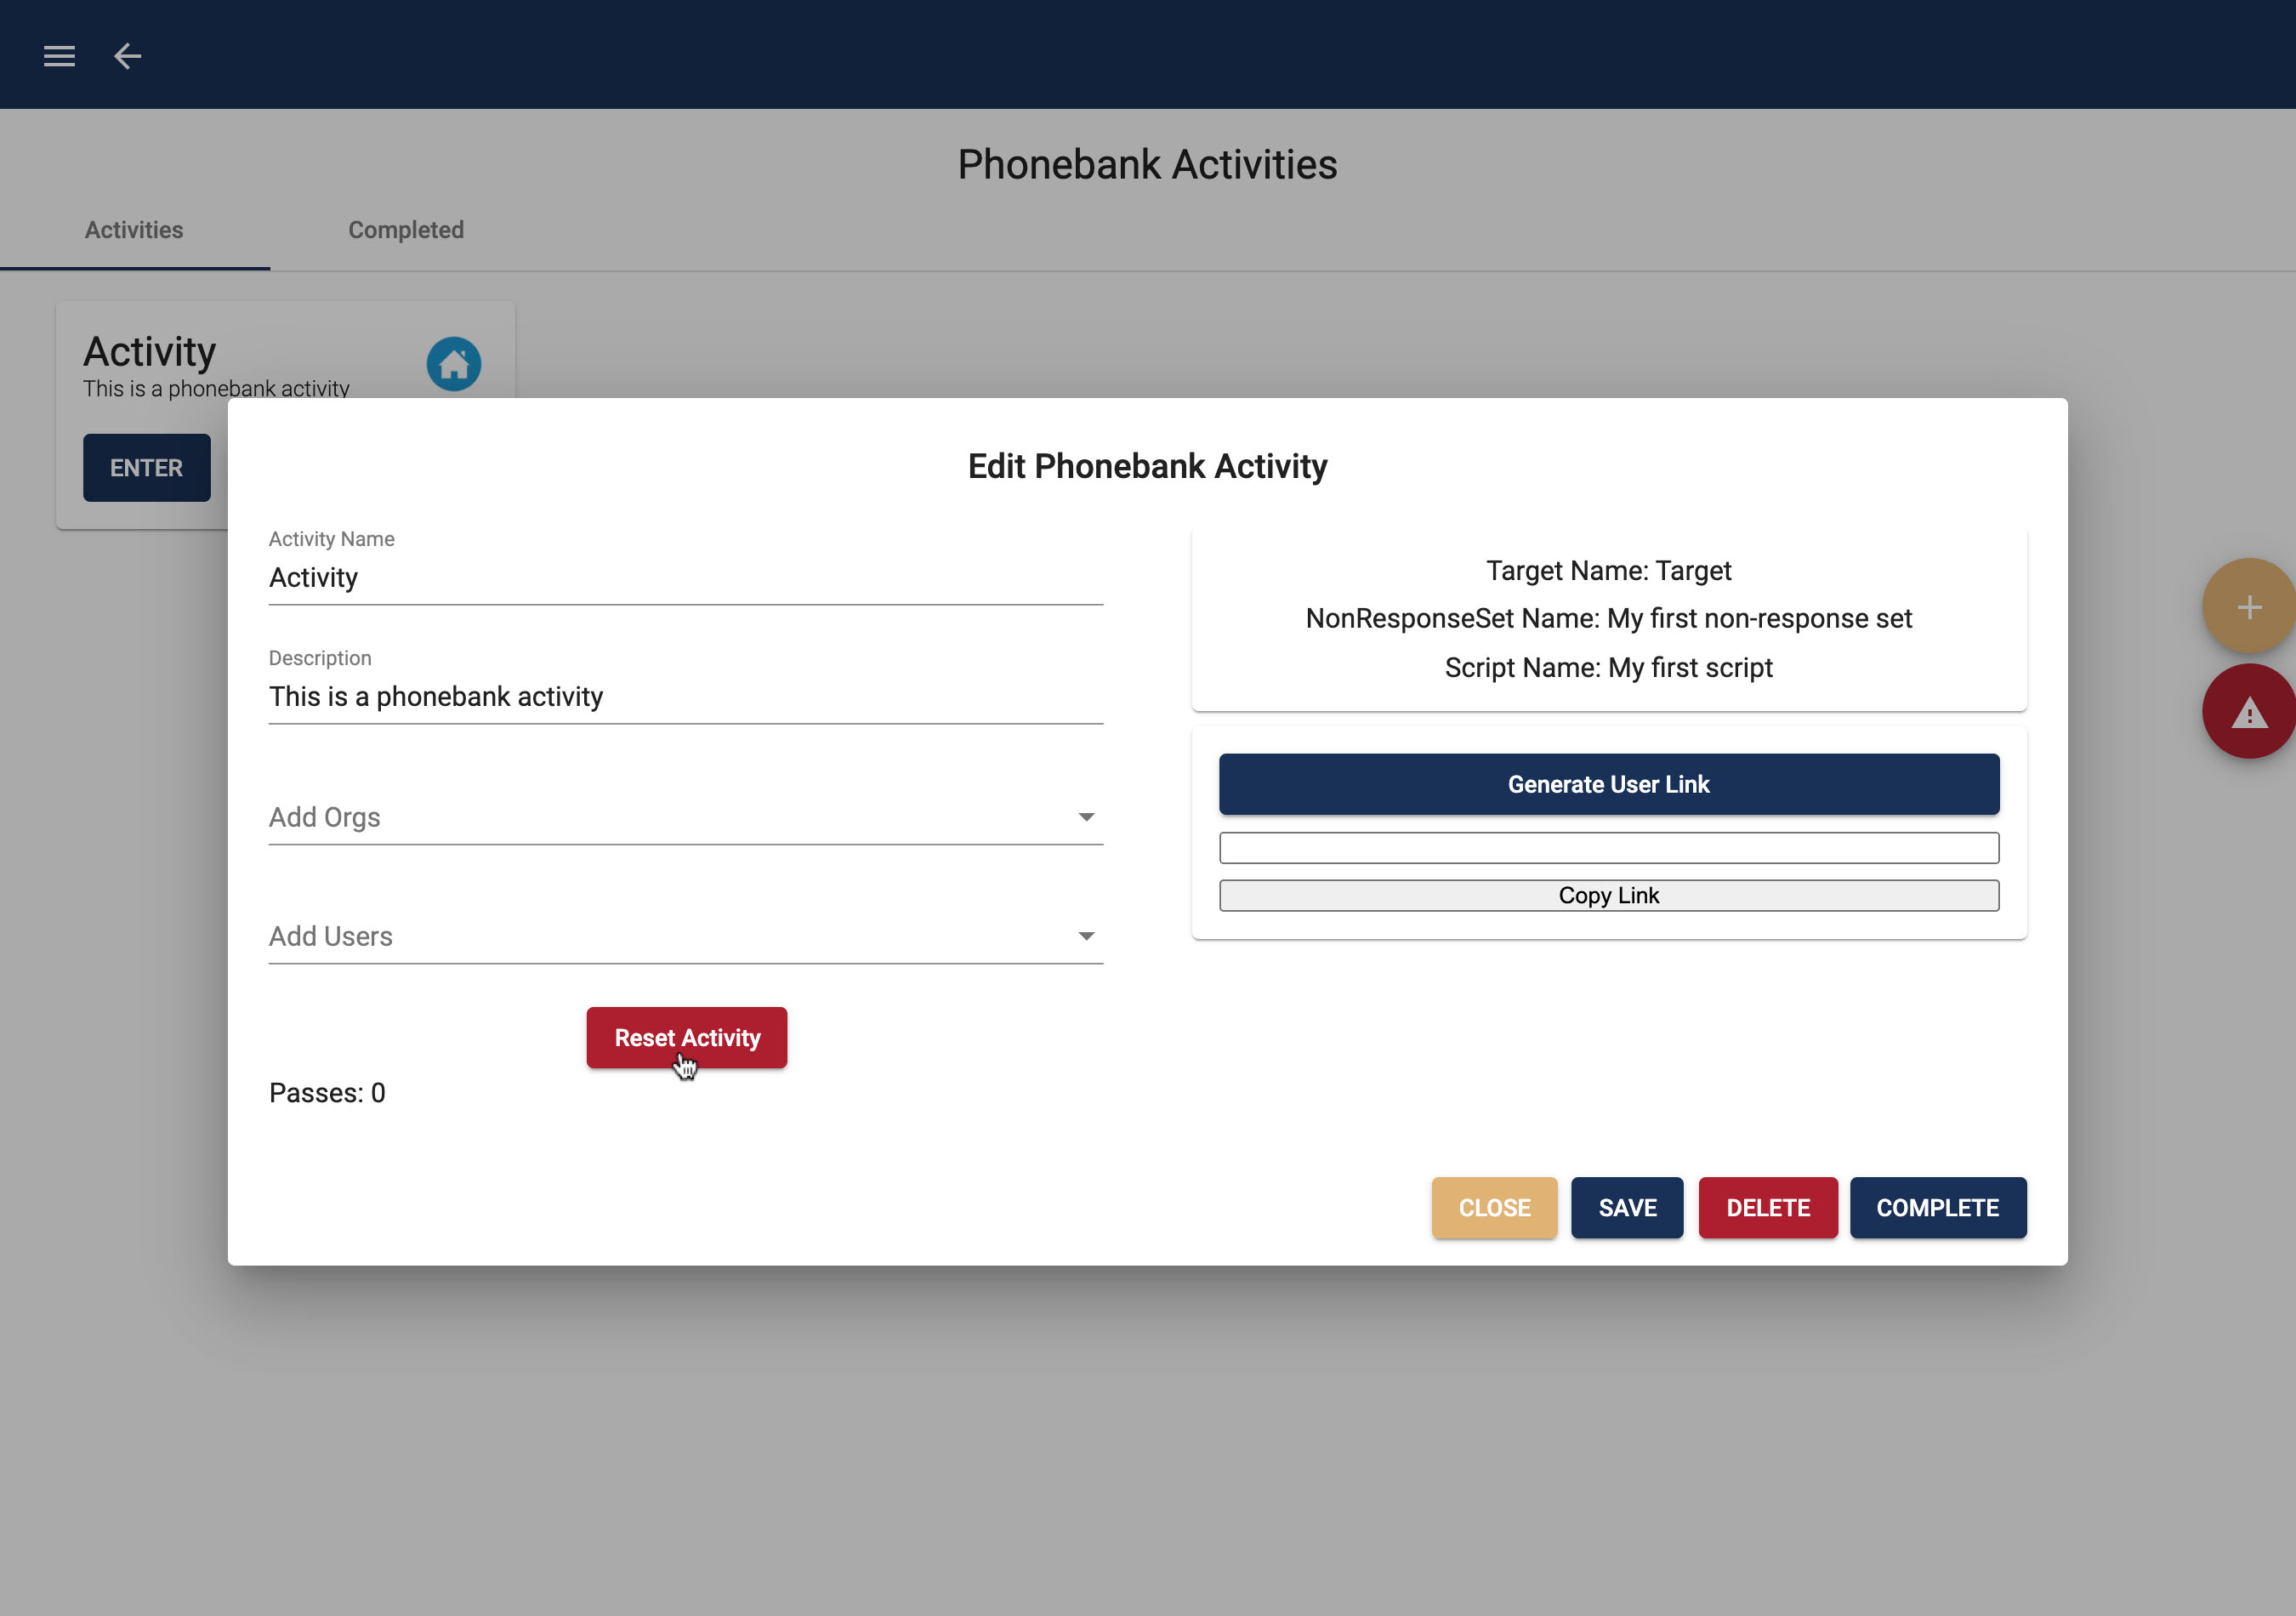 Phonebank Activities
Activities
Completed
Activity
This is a phonebank activity
ENTER
Edit Phonebank Activity
Activity Name
Activity
Description
This is a phonebank activity
Add Orgs
Add Users
Reset Activity
Passes: 0
Target Name: Target
NonResponseSet Name: My first non-response set
Script Name: My first script
Generate User Link
Copy Link
CLOSE
SAVE
DELETE
COMPLETE